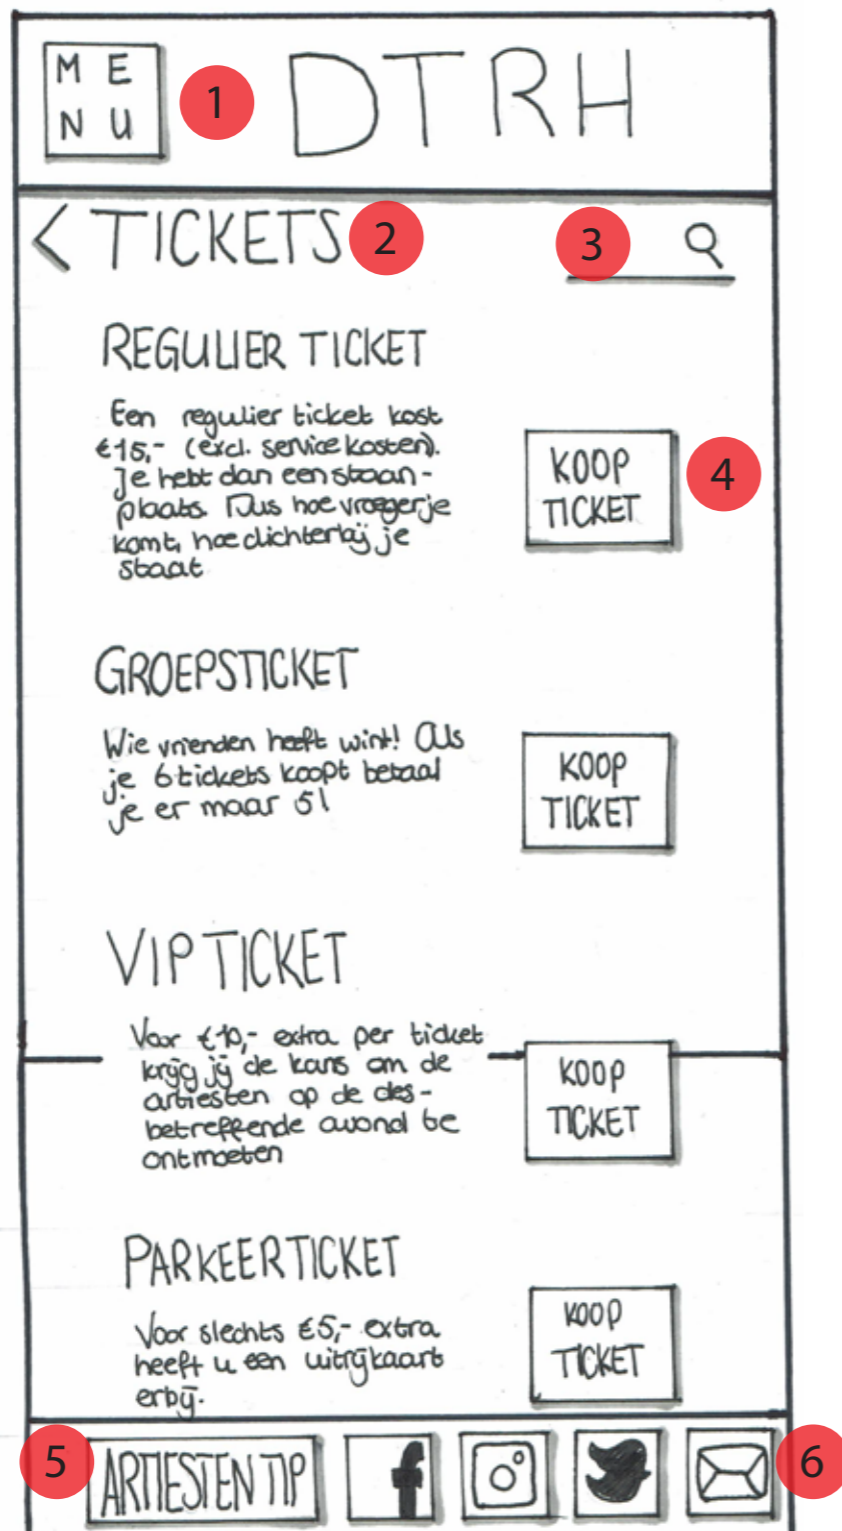 M E
N U
1
DTRH
< TICKETS
2
3
REGULIER TICKET
Een regulier ticket kost
€15,- (excl. service kosten).
Je hebt dan een staan-
plaats. Dus hoe vroeger je
komt, hoe dichterbij je
staat
KOOP
TICKET
4
GROEPSTICKET
Wie vrienden heeft wint! Als
je 6 tickets koopt betaal
je er maar 5!
KOOP
TICKET
VIP TICKET
Voor €10,- extra per ticket
krijg jij de kans om de
artiesten op de des-
betreffende avond te
ontmoeten
KOOP
TICKET
PARKEERTICKET
Voor slechts €5,- extra
heeft u een uitrijkaart
erbij.
KOOP
TICKET
5
ARTIESTEN TIP
f
6